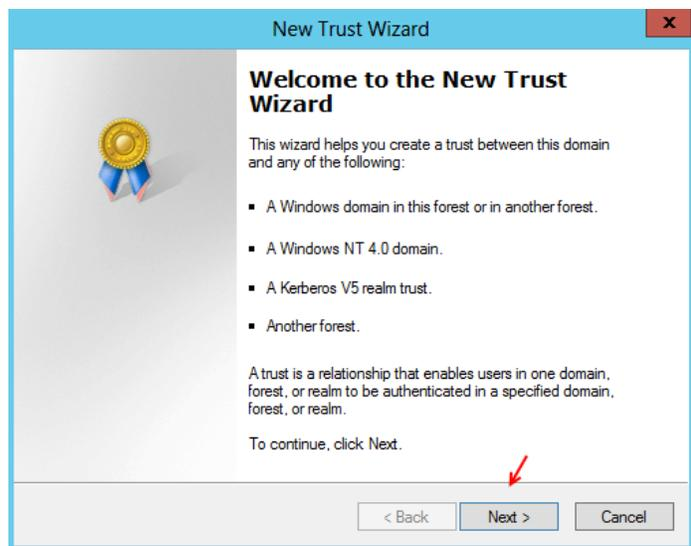 New Trust Wizard
x
Welcome to the New Trust
Wizard
This wizard helps you create a trust between this domain
and any of the following:
▪ A Windows domain in this forest or in another forest.
▪ A Windows NT 4.0 domain.
▪ A Kerberos V5 realm trust.
▪ Another forest.
A trust is a relationship that enables users in one domain,
forest, or realm to be authenticated in a specified domain,
forest, or realm.
To continue, click Next.
< Back Next > Cancel